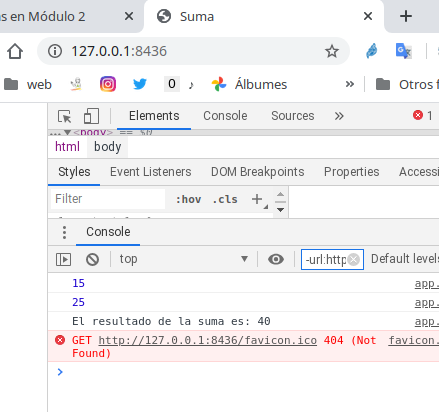 as en Módulo 2
Suma
127.0.0.1:8436
web
0
Álbumes
»
Otros f
Elements
Console
Sources
»
1
...▼<body> == $0
html
body
Styles
Event Listeners
DOM Breakpoints
Properties
Accessi
Filter
:hov
.cls
Console
top
-url:http
Default levels
15
app.
25
app.
El resultado de la suma es: 40
app.
GET http://127.0.0.1:8436/favicon.ico 404 (Not
favicon.
Found)